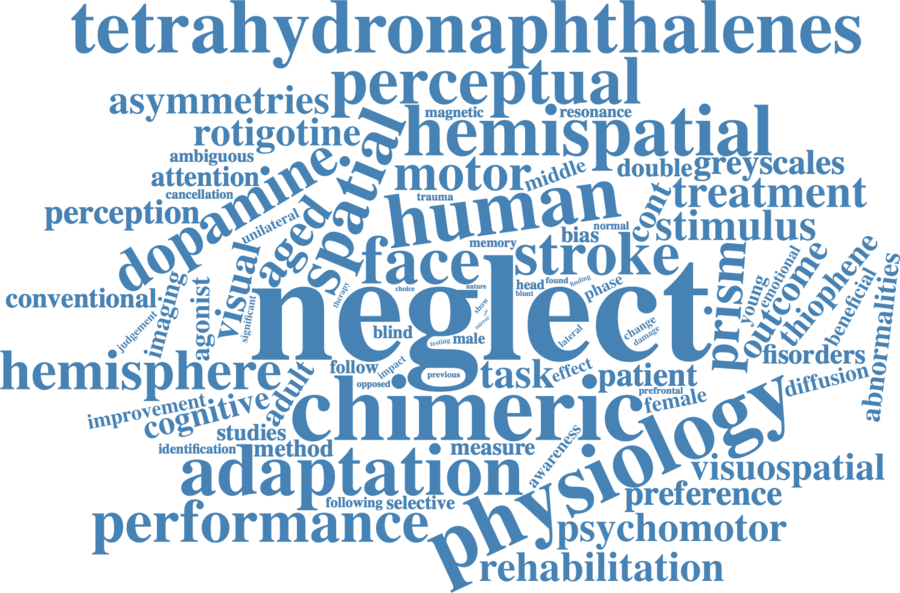 tetrahydronaphthalenes
perceptual
asymmetries
magnetic
resonance
rotigotine
hemispatial
ambiguous
attention
cancellation
dopamine
spatial
motor
middle
double
greyscales
trauma
treatment
perception
unilateral
aged
human
cont
stimulus
normal
bias
memory
face
stroke
conventional
judgement
imaging
agonist
visual
significant
therapy
choice
nature
neglect
head
found
finding
blunt
phase
show
prism
young
emotional
outcome
thiophene
beneficial
abnormalities
blind
testing
male
lateral
change
damage
fisorders
hemisphere
adult
follow
impact
opposed
previous
task
effect
patient
prefrontal
female
diffusion
improvement
cognitive
chimeric
physiology
studies
identification
method
measure
awareness
adaptation
visuospatial
following
selective
preference
performance
psychomotor
rehabilitation